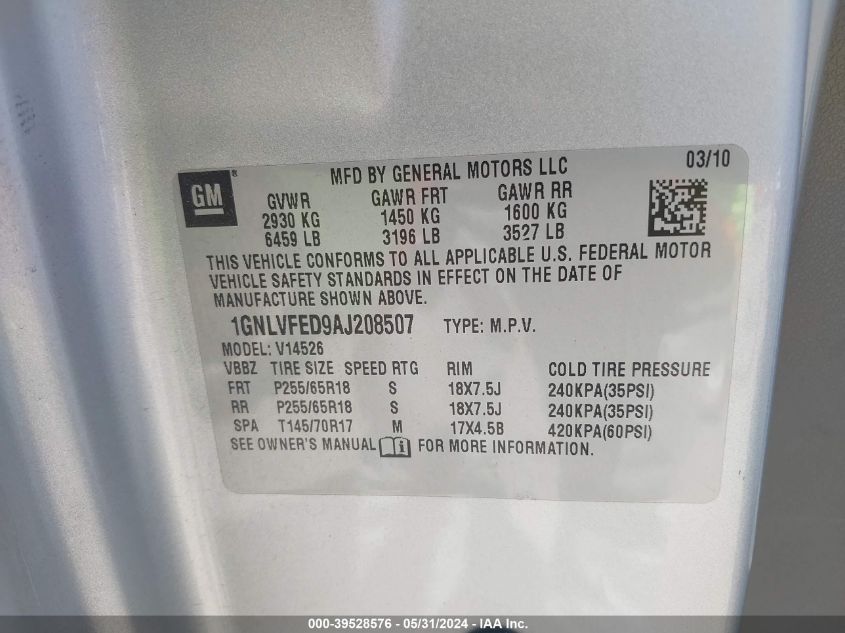 GM ®
MFD BY GENERAL MOTORS LLC 03/10
GVWR GAWR FRT GAWR RR
2930 KG 1450 KG 1600 KG
6459 LB 3196 LB 3527 LB
THIS VEHICLE CONFORMS TO ALL APPLICABLE U.S. FEDERAL MOTOR
VEHICLE SAFETY STANDARDS IN EFFECT ON THE DATE OF
MANUFACTURE SHOWN ABOVE.
1GNLVFED9AJ208507 TYPE: M.P.V.
MODEL: V14526
VBBZ TIRE SIZE SPEED RTG RIM COLD TIRE PRESSURE
FRT P255/65R18 S 18X7.5J 240KPA(35PSI)
RR P255/65R18 S 18X7.5J 240KPA(35PSI)
SPA T145/70R17 M 17X4.5B 420KPA(60PSI)
SEE OWNER'S MANUAL FOR MORE INFORMATION.
000-39528576 - 05/31/2024 - IAA Inc.